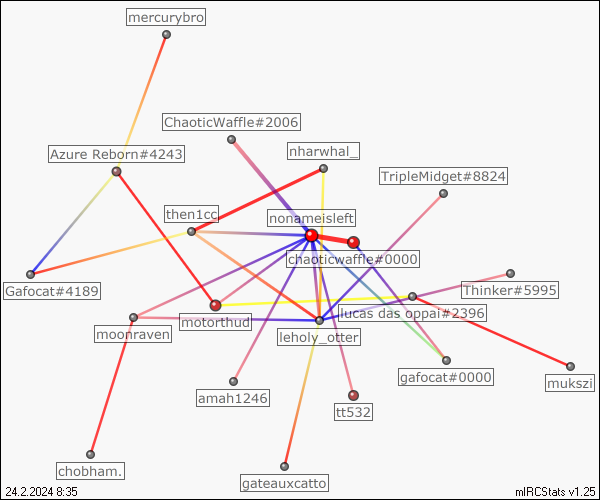 mercurybro
ChaoticWaffle#2006
Azure Reborn#4243
nharwhal_
TripleMidget#8824
then1cc
nonameisleft
chaoticwaffle#0000
Gafocat#4189
Thinker#5995
motorthud
lucas das oppai#2396
moonraven
leholy_otter
gafocat#0000
mukszi
amah1246
tt532
chobham.
gateauxcatto
24.2.2024 8:35
mIRCStats v1.25